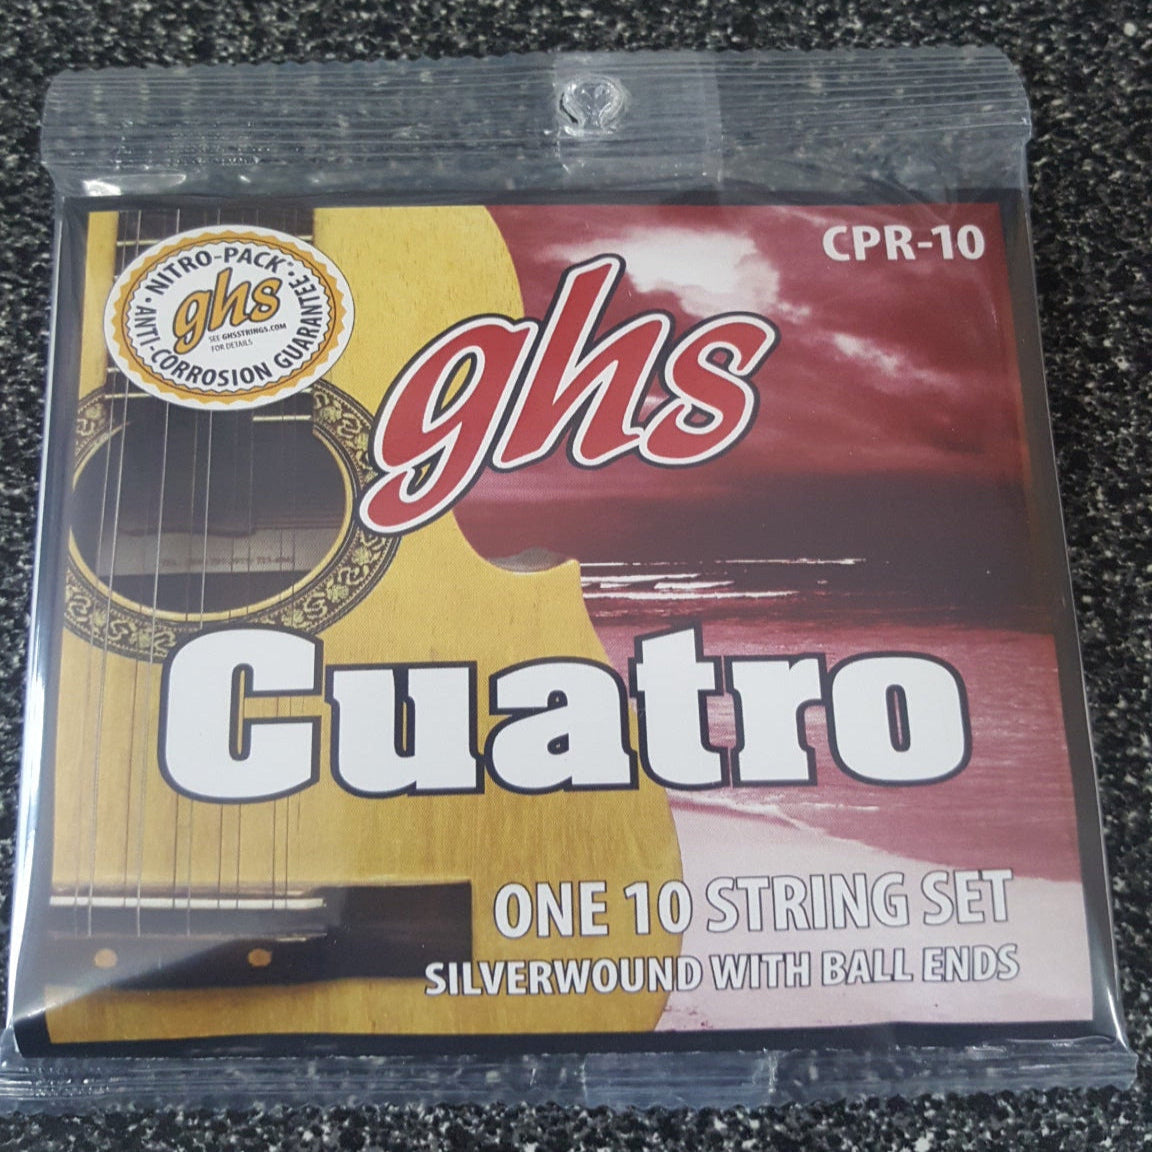 CPR-10
• NITRO-PACK •
ghs
SEE GHSSTRINGS.COM
FOR DETAILS
ANTI-CORROSION GUARANTEE
ghs
Cuatro
ONE 10 STRING SET
SILVERWOUND WITH BALL ENDS